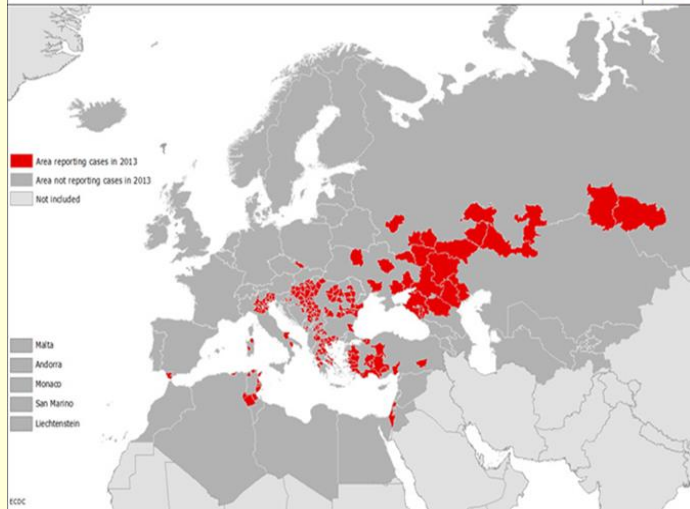 Area reporting cases in 2013
Area not reporting cases in 2013
Not included
Malta
Andorra
Monaco
San Marino
Liechtenstein
ECDC